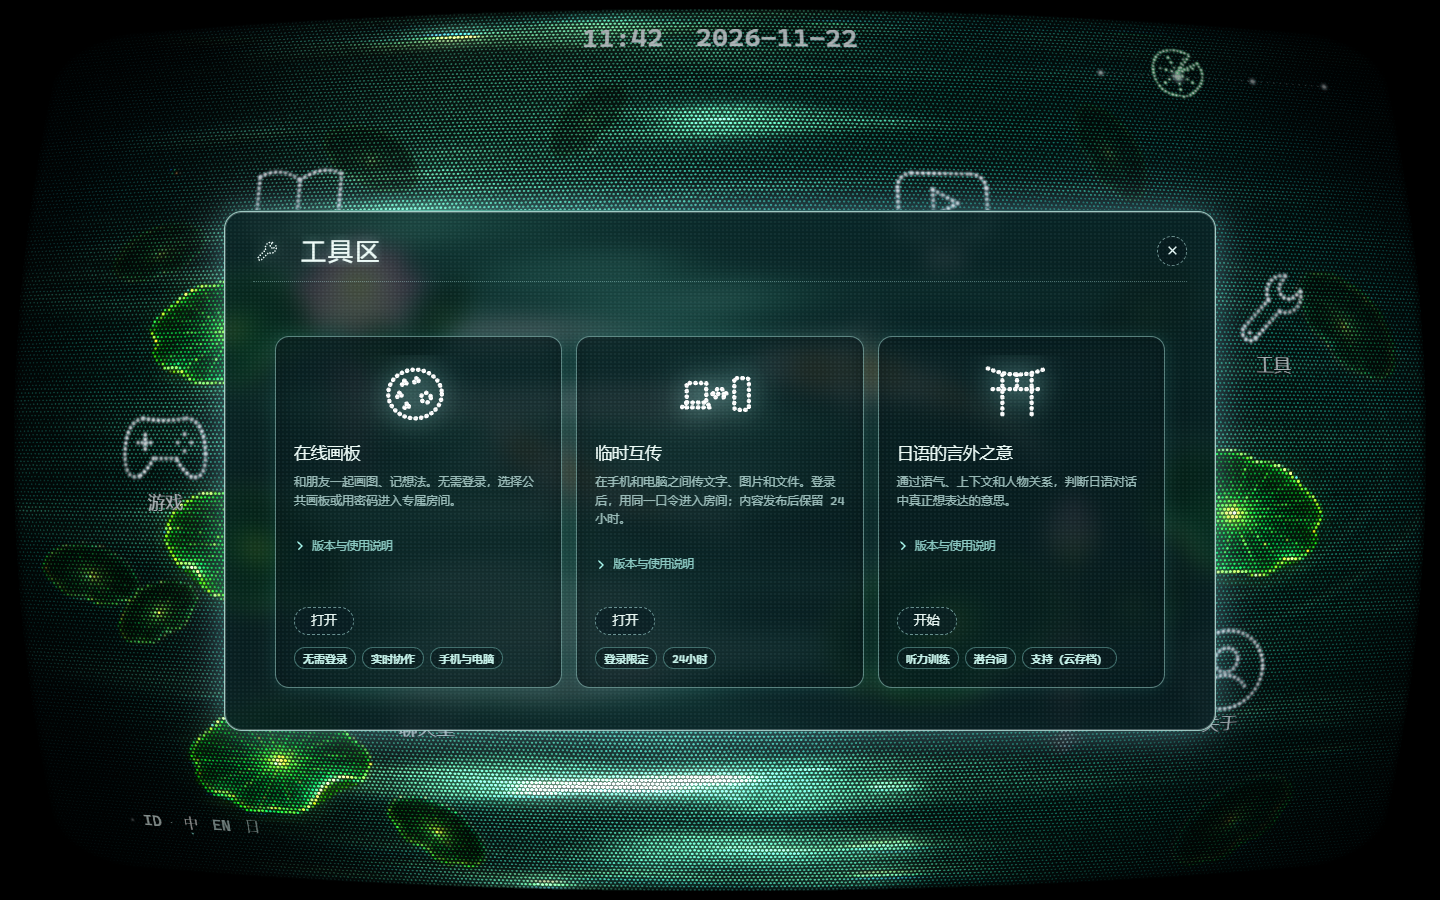 11:42 2026-11-22
工具区
在线画板
和朋友一起画图、记想法。无需登录，选择公
共画板或用密码进入专属房间。
版本与使用说明
打开
无需登录 实时协作 手机与电脑
临时互传
在手机和电脑之间传文字、图片和文件。登录
后，用同一口令进入房间；内容发布后保留 24
小时。
版本与使用说明
打开
登录限定 24小时
日语的言外之意
通过语气、上下文和人物关系，判断日语对话
中真正想表达的意思。
版本与使用说明
开始
听力训练 潜台词 支持（云存档）
工具
游戏
ID 中 EN 日